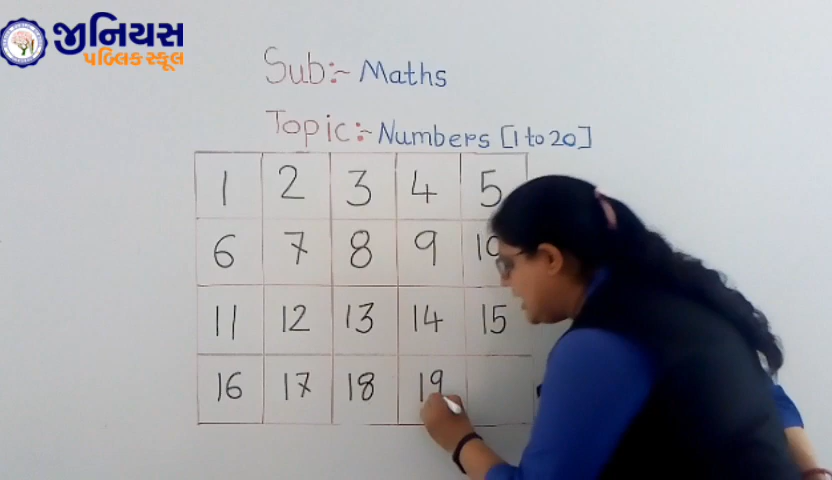 જીનિયસ
પબ્લિક સ્કૂલ
Sub:- Maths
Topic:- Numbers [1 to 20]
1 2 3 4 5
6 7 8 9 10
11 12 13 14 15
16 17 18 19